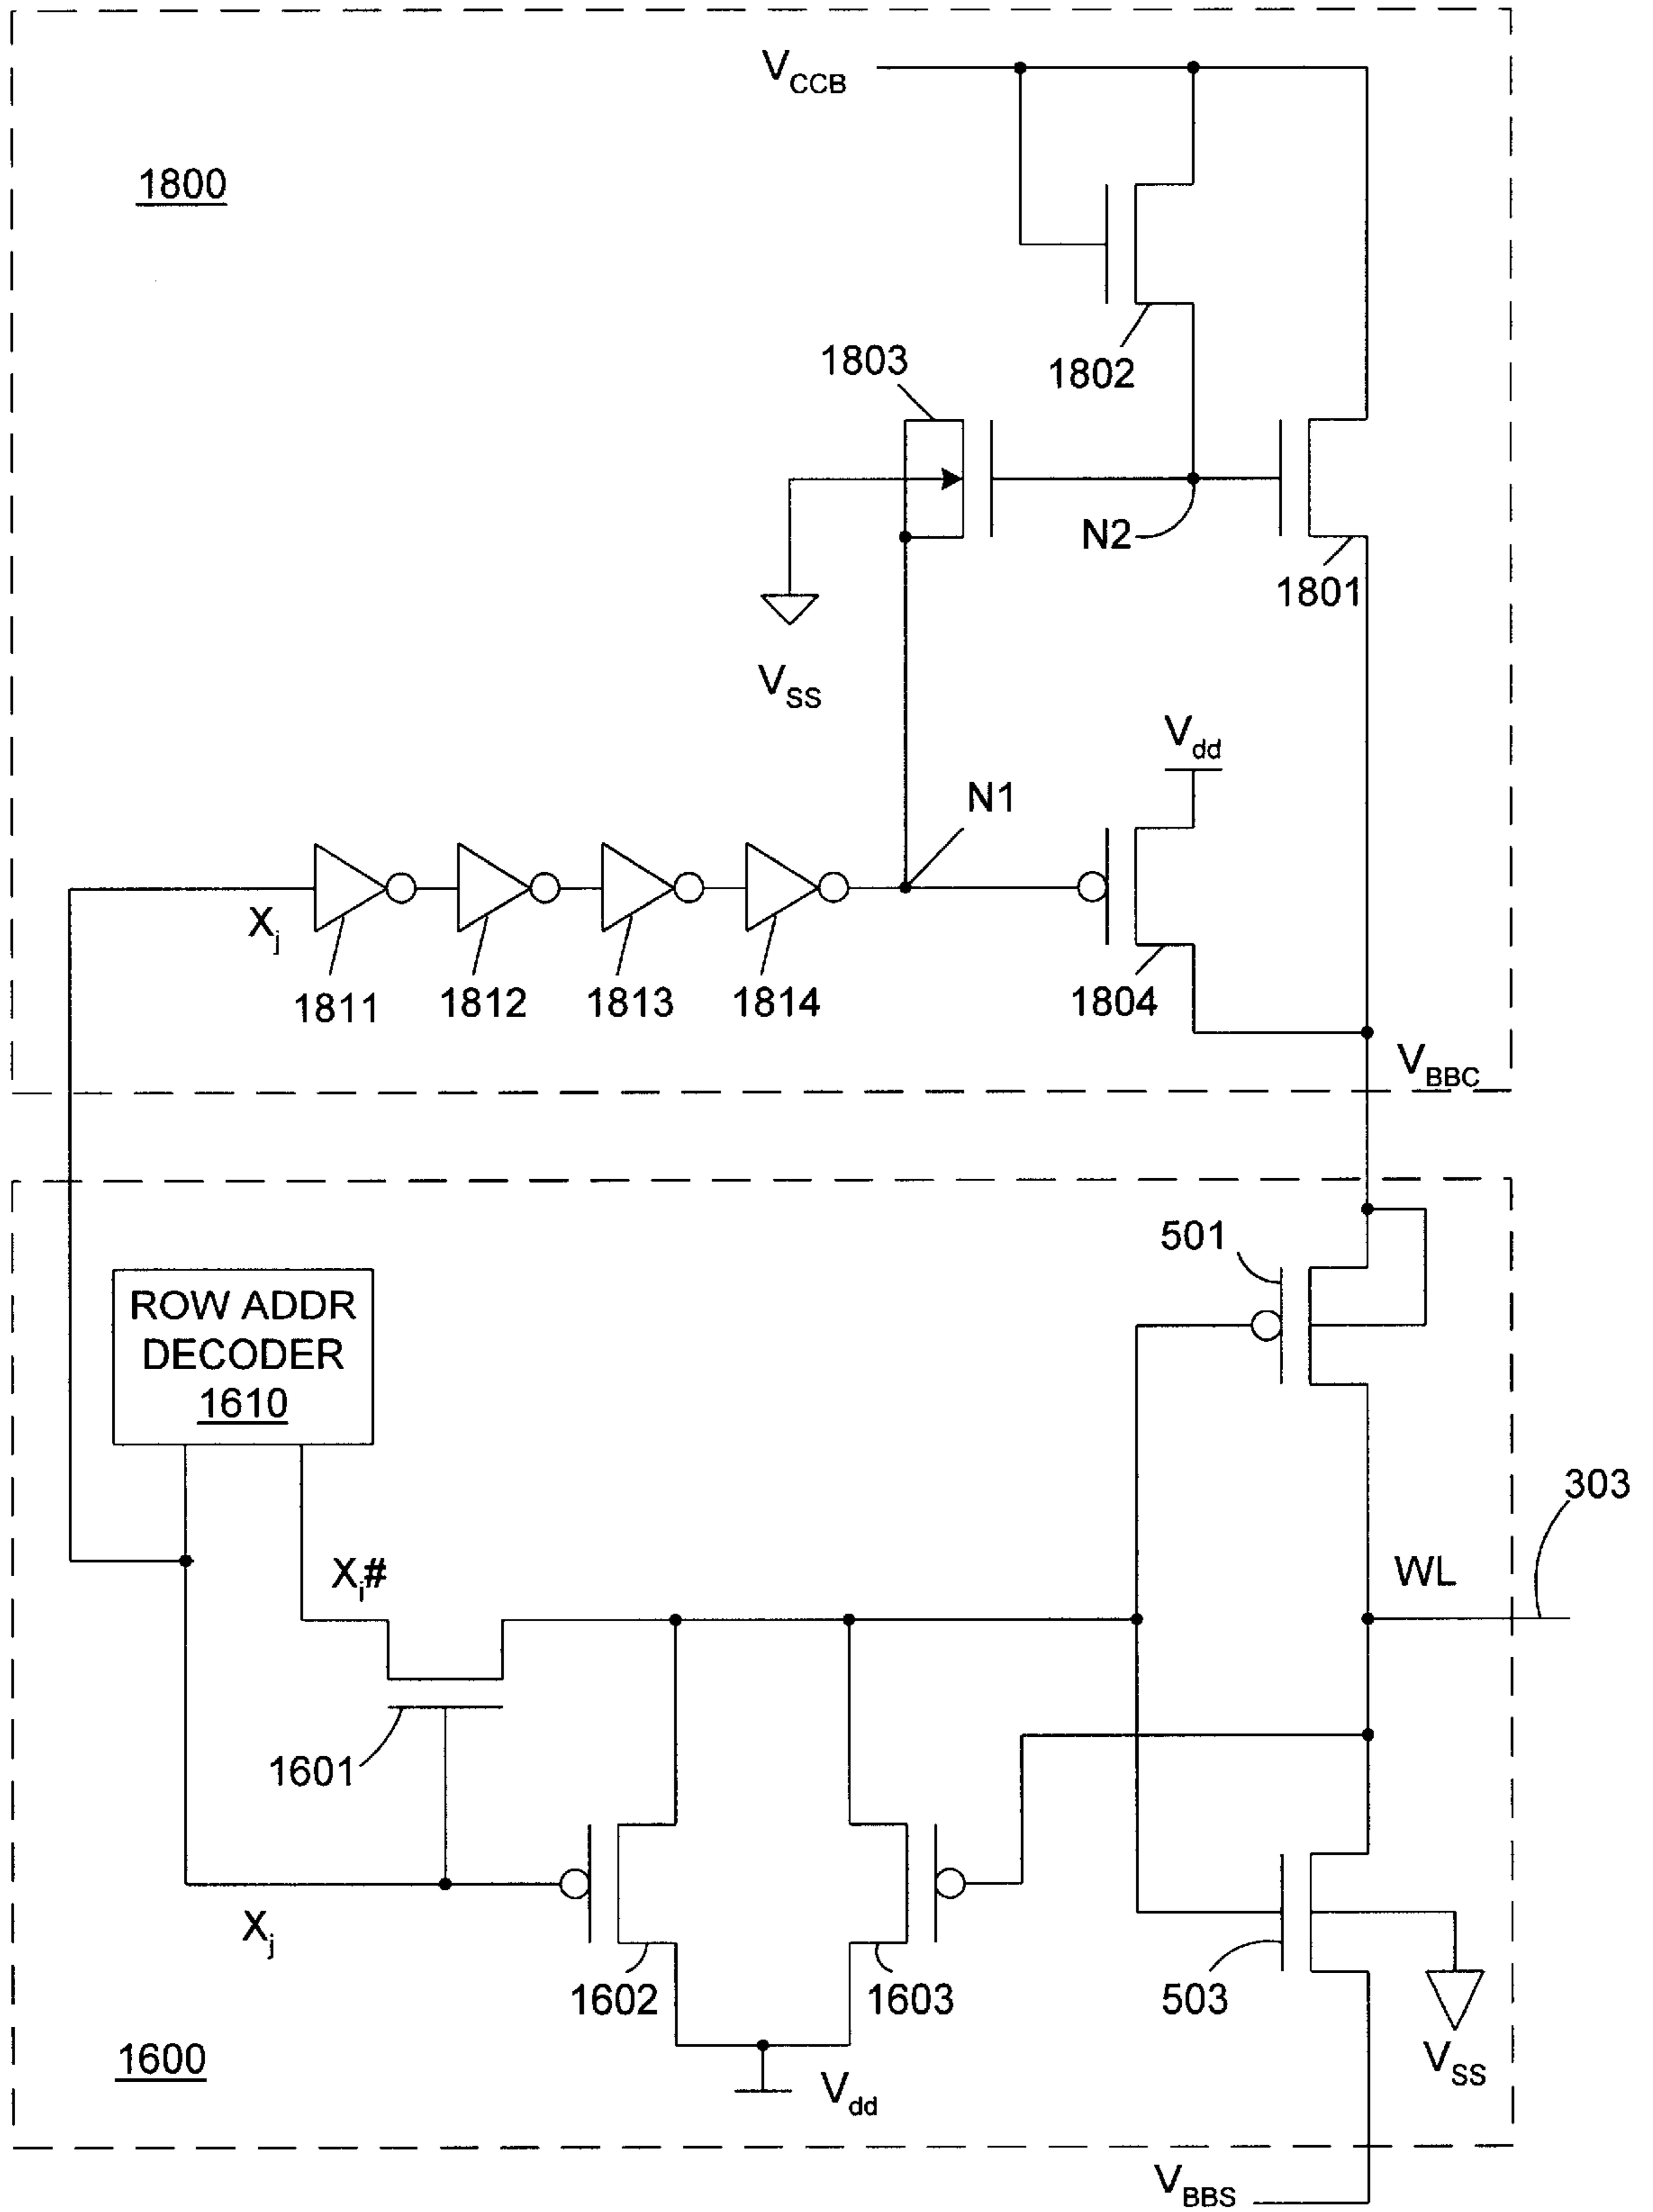 VCCB
1800
1803
1802
N2
1801
VSS
Vdd
N1
Xj
1811
1812
1813
1814
1804
VBBC
501
ROW ADDR
DECODER
1610
303
Xi#
WL
1601
Xj
1602
1603
503
1600
Vdd
VSS
VBBS